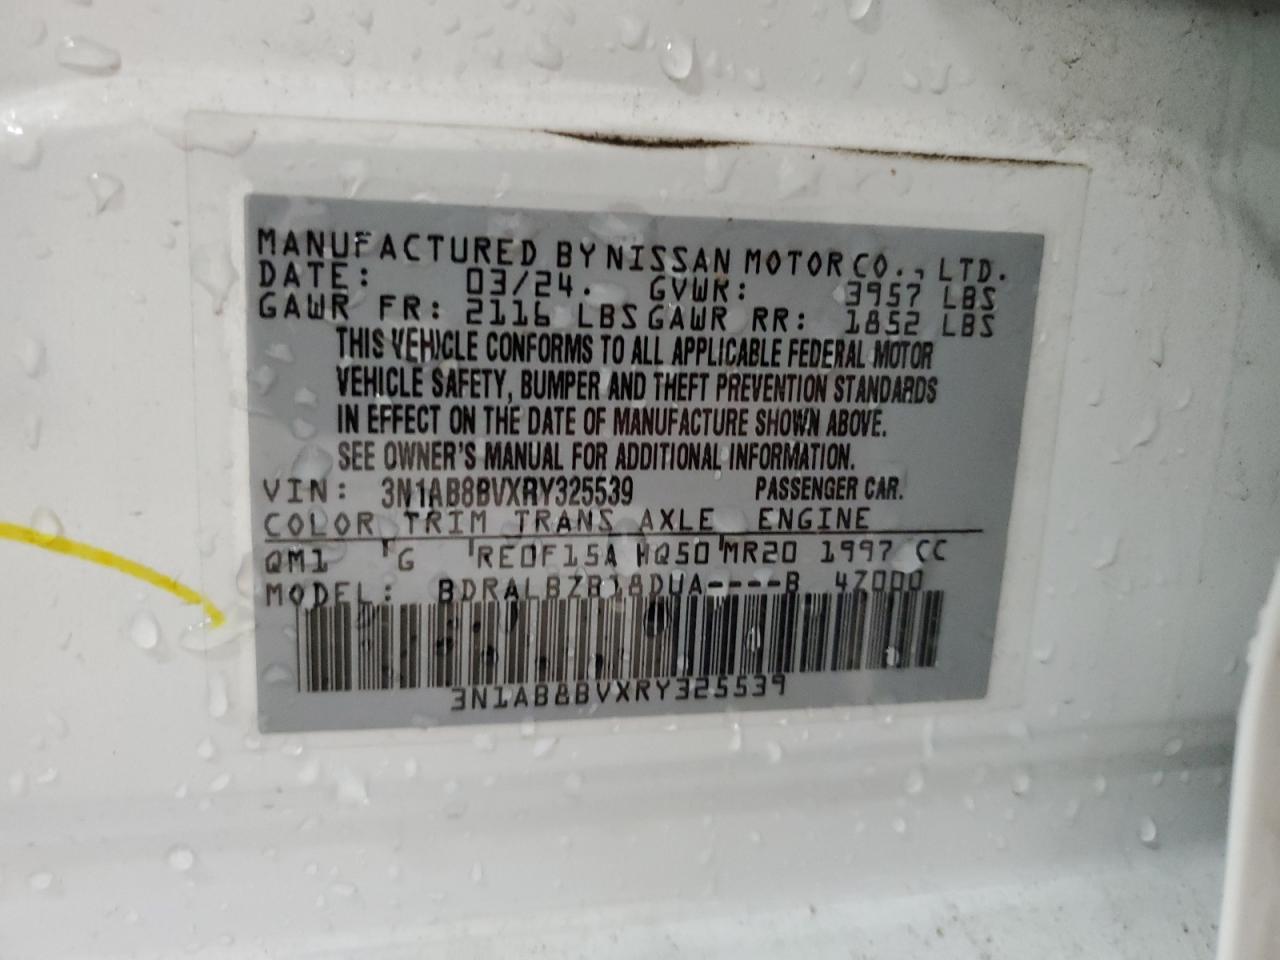 MANUFACTURED BY NISSAN MOTOR CO., LTD.
DATE: 03/24. GVWR: 3957 LBS
GAWR FR: 2116 LBS GAWR RR: 1852 LBS
THIS VEHICLE CONFORMS TO ALL APPLICABLE FEDERAL MOTOR
VEHICLE SAFETY, BUMPER AND THEFT PREVENTION STANDARDS
IN EFFECT ON THE DATE OF MANUFACTURE SHOWN ABOVE.
SEE OWNER'S MANUAL FOR ADDITIONAL INFORMATION.
VIN: 3N1AB8BVXRY325539 PASSENGER CAR.
COLOR TRIM TRANS AXLE ENGINE
QM1 G RE0F15A HQ50 MR20 1997 CC
MODEL: BDRALBZB18DUA----B 4Z000
3N1AB8BVXRY325539